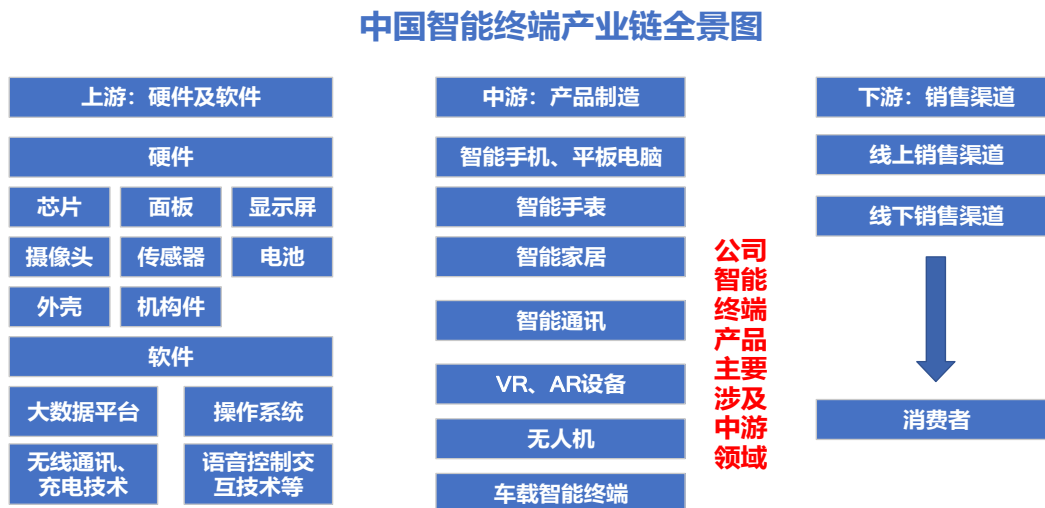 中国智能终端产业链全景图
上游：硬件及软件
硬件
芯片
面板
显示屏
摄像头
传感器
电池
外壳
机构件
软件
大数据平台
操作系统
无线通讯、
充电技术
语音控制交
互技术等
中游：产品制造
智能手机、平板电脑
智能手表
智能家居
智能通讯
VR、AR设备
无人机
车载智能终端
公司
智能
终端
产品
主要
涉及
中游
领域
下游：销售渠道
线上销售渠道
线下销售渠道
消费者